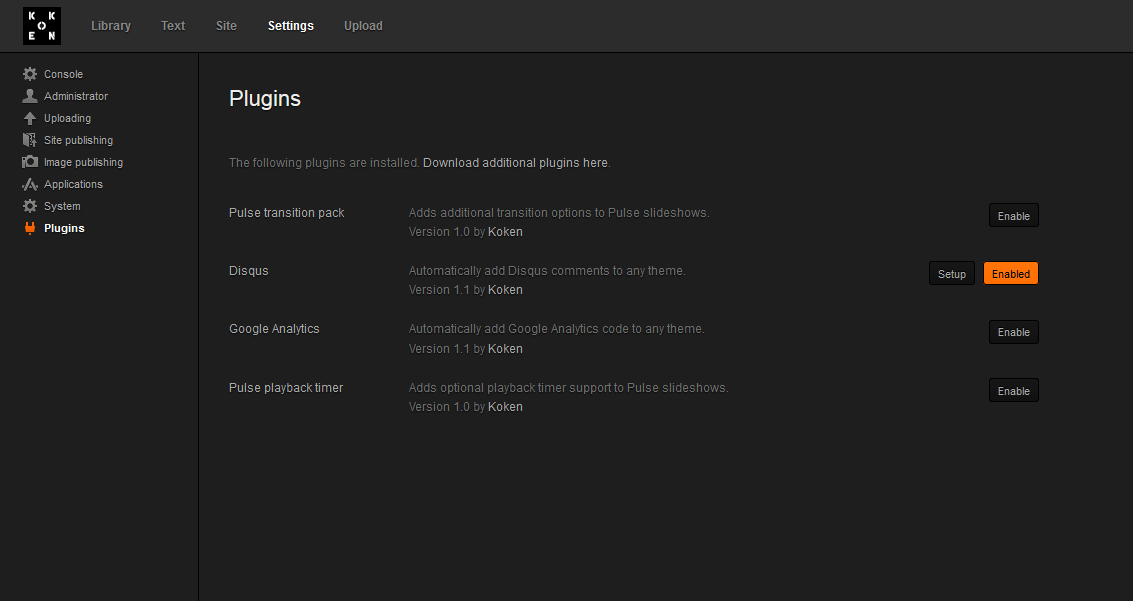 K K
O
E N
Library Text Site Settings Upload
Console
Administrator
Uploading
Site publishing
Image publishing
Applications
System
Plugins
Plugins
The following plugins are installed. Download additional plugins here.
Pulse transition pack Adds additional transition options to Pulse slideshows. Enable
Version 1.0 by Koken
Disqus Automatically add Disqus comments to any theme. Setup Enabled
Version 1.1 by Koken
Google Analytics Automatically add Google Analytics code to any theme. Enable
Version 1.1 by Koken
Pulse playback timer Adds optional playback timer support to Pulse slideshows. Enable
Version 1.0 by Koken